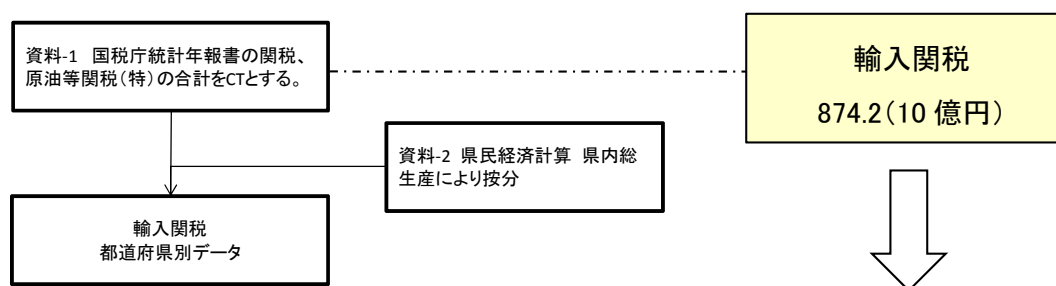 資料-1 国税庁統計年報書の関税、
原油等関税(特)の合計をCTとする。
輸入関税
874.2(10 億円)
資料-2 県民経済計算 県内総
生産により按分
輸入関税
都道府県別データ